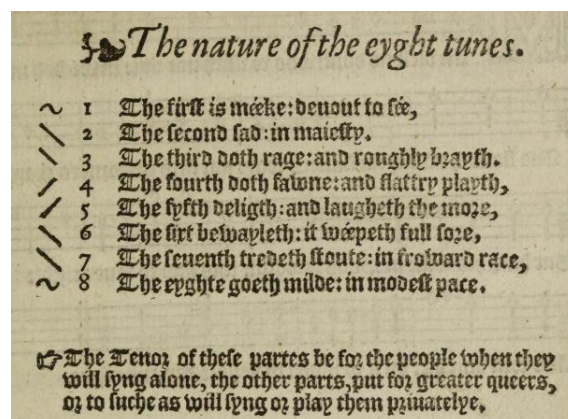 The nature of the eyght tunes.
1 The firſt is méeke: deuout to ſée,
2 The ſecond ſad: in maieſty.
3 The third doth rage: and roughly brayth.
4 The fourth doth fawne: and flattry playth,
5 The fyfth deligth: and laugheth the more,
6 The ſixt bewayleth: it wéepeth full ſore,
7 The ſeuenth tredeth ſtoute: in froward race,
8 The eyghte goeth milde: in modeſt pace.
☞The Tenor of theſe partes be for the people when they
will ſyng alone, the other parts, put for greater queers,
or to ſuche as will ſyng or play them priuatelye.